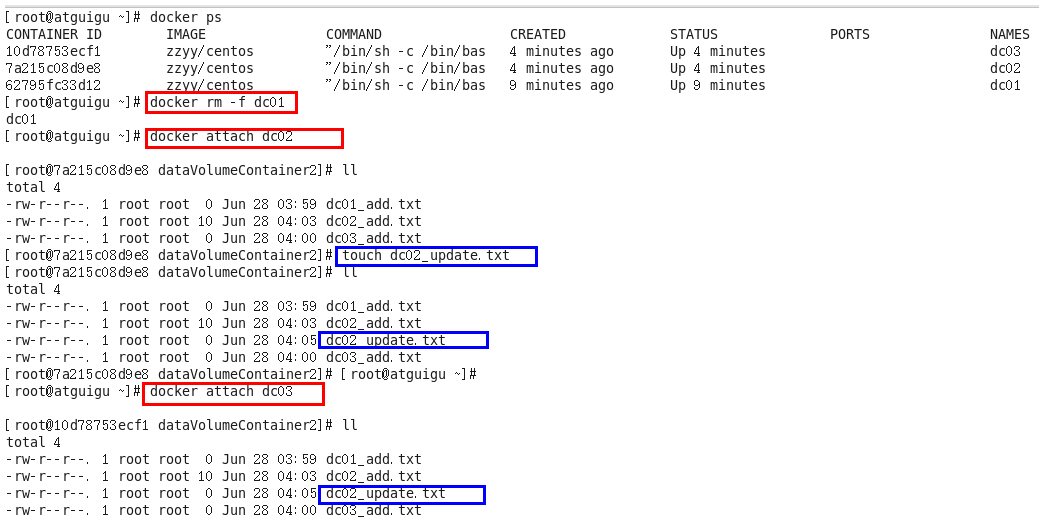 [root@atguigu ~]# docker ps
CONTAINER ID        IMAGE               COMMAND                CREATED             STATUS              PORTS               NAMES
10d78753ecf1        zzyy/centos         "/bin/sh -c /bin/bas   4 minutes ago       Up 4 minutes                            dc03
7a215c08d9e8        zzyy/centos         "/bin/sh -c /bin/bas   4 minutes ago       Up 4 minutes                            dc02
62795fc33d12        zzyy/centos         "/bin/sh -c /bin/bas   9 minutes ago       Up 9 minutes                            dc01
[root@atguigu ~]# docker rm -f dc01
dc01
[root@atguigu ~]# docker attach dc02
[root@7a215c08d9e8 dataVolumeContainer2]# ll
total 4
-rw-r--r--. 1 root root  0 Jun 28 03:59 dc01_add.txt
-rw-r--r--. 1 root root 10 Jun 28 04:03 dc02_add.txt
-rw-r--r--. 1 root root  0 Jun 28 04:00 dc03_add.txt
[root@7a215c08d9e8 dataVolumeContainer2]# touch dc02_update.txt
[root@7a215c08d9e8 dataVolumeContainer2]# ll
total 4
-rw-r--r--. 1 root root  0 Jun 28 03:59 dc01_add.txt
-rw-r--r--. 1 root root 10 Jun 28 04:03 dc02_add.txt
-rw-r--r--. 1 root root  0 Jun 28 04:05 dc02_update.txt
-rw-r--r--. 1 root root  0 Jun 28 04:00 dc03_add.txt
[root@7a215c08d9e8 dataVolumeContainer2]# [root@atguigu ~]#
[root@atguigu ~]# docker attach dc03
[root@10d78753ecf1 dataVolumeContainer2]# ll
total 4
-rw-r--r--. 1 root root  0 Jun 28 03:59 dc01_add.txt
-rw-r--r--. 1 root root 10 Jun 28 04:03 dc02_add.txt
-rw-r--r--. 1 root root  0 Jun 28 04:05 dc02_update.txt
-rw-r--r--. 1 root root  0 Jun 28 04:00 dc03_add.txt